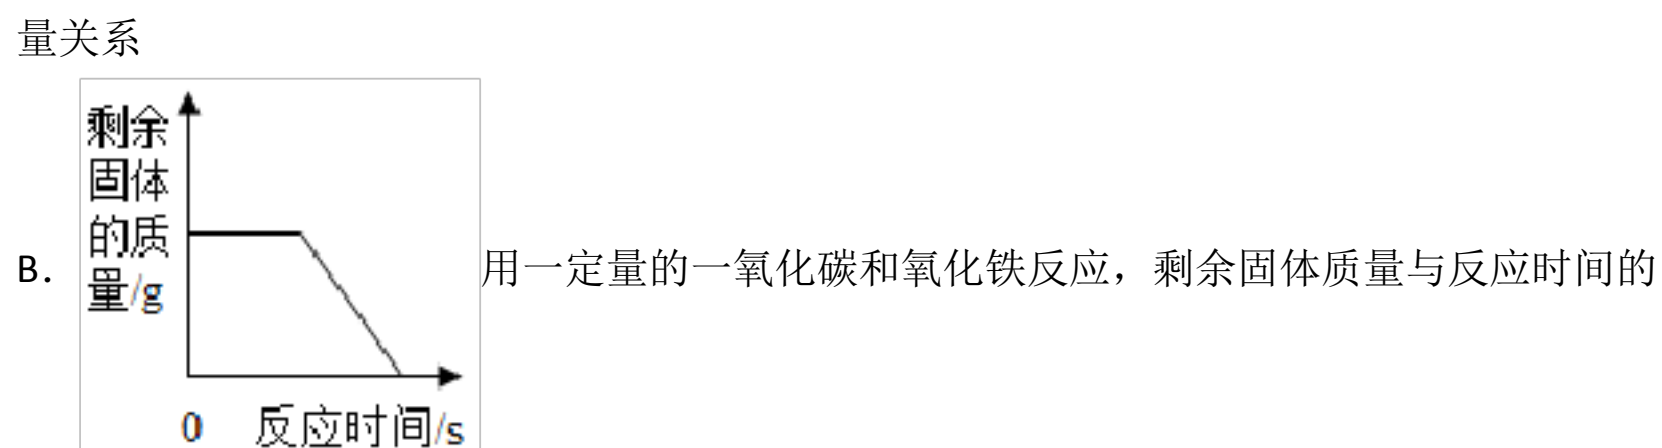 量关系
剩余
固体
的质
量/g
B. 用一定量的一氧化碳和氧化铁反应，剩余固体质量与反应时间的
0 反应时间/s